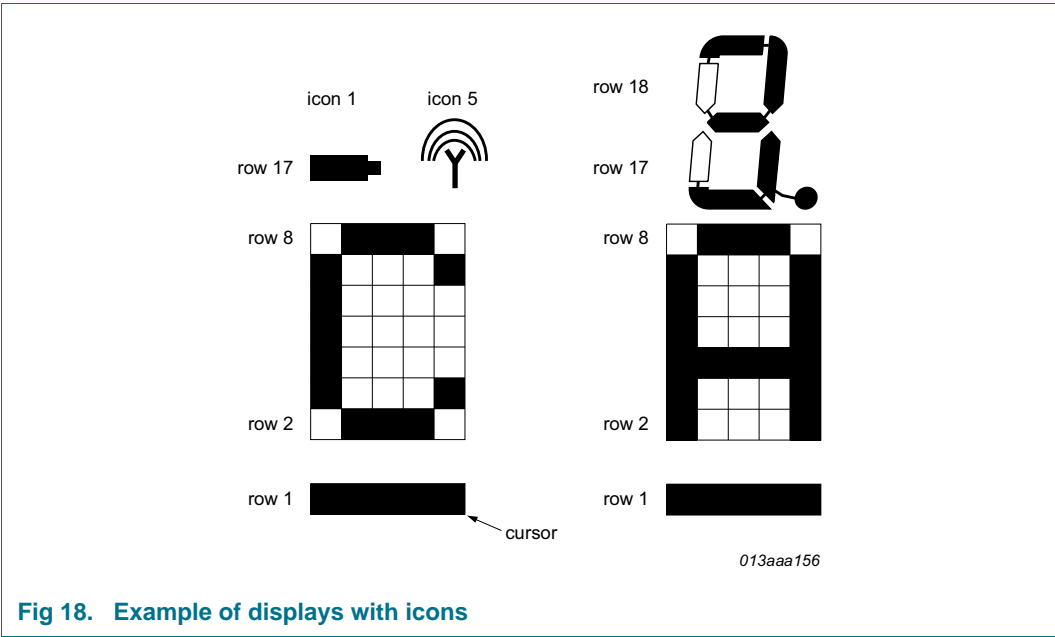 icon 1
icon 5
row 17
row 8
row 2
row 1
cursor
row 18
row 17
row 8
row 2
row 1
013aaa156
Fig 18. Example of displays with icons